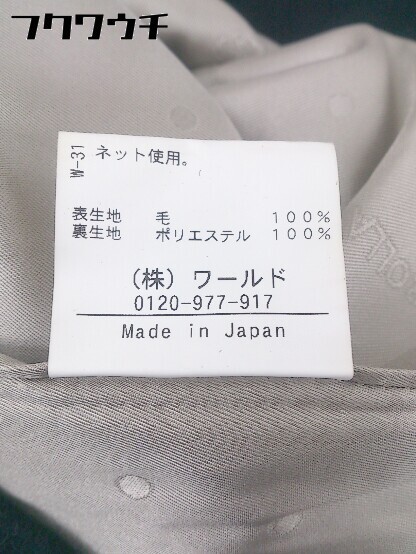 フクワウチ
W-31 ネット使用。
表生地 毛 100%
裏生地 ポリエステル 100%
(株)ワールド
0120-977-917
Made in Japan